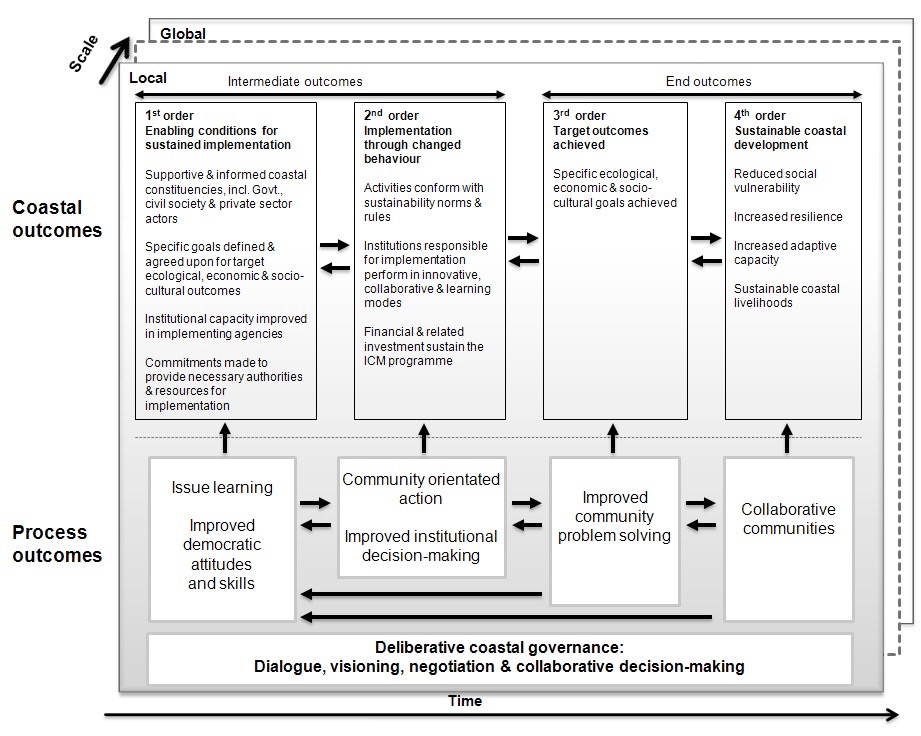 Scale
Global
Local
Intermediate outcomes
End outcomes
Coastal
outcomes
1st order
Enabling conditions for
sustained implementation
Supportive & informed coastal
constituencies, incl. Govt.,
civil society & private sector
actors
Specific goals defined &
agreed upon for target
ecological, economic & socio-
cultural outcomes
Institutional capacity improved
in implementing agencies
Commitments made to
provide necessary authorities
& resources for
implementation
2nd order
Implementation
through changed
behaviour
Activities conform with
sustainability norms &
rules
Institutions responsible
for implementation
perform in innovative,
collaborative & learning
modes
Financial & related
investment sustain the
ICM programme
3rd order
Target outcomes
achieved
Specific ecological,
economic & socio-
cultural goals achieved
4th order
Sustainable coastal
development
Reduced social
vulnerability
Increased resilience
Increased adaptive
capacity
Sustainable coastal
livelihoods
Process
outcomes
Issue learning
Improved
democratic
attitudes
and skills
Community orientated
action
Improved institutional
decision-making
Improved
community
problem solving
Collaborative
communities
Deliberative coastal governance:
Dialogue, visioning, negotiation & collaborative decision-making
Time